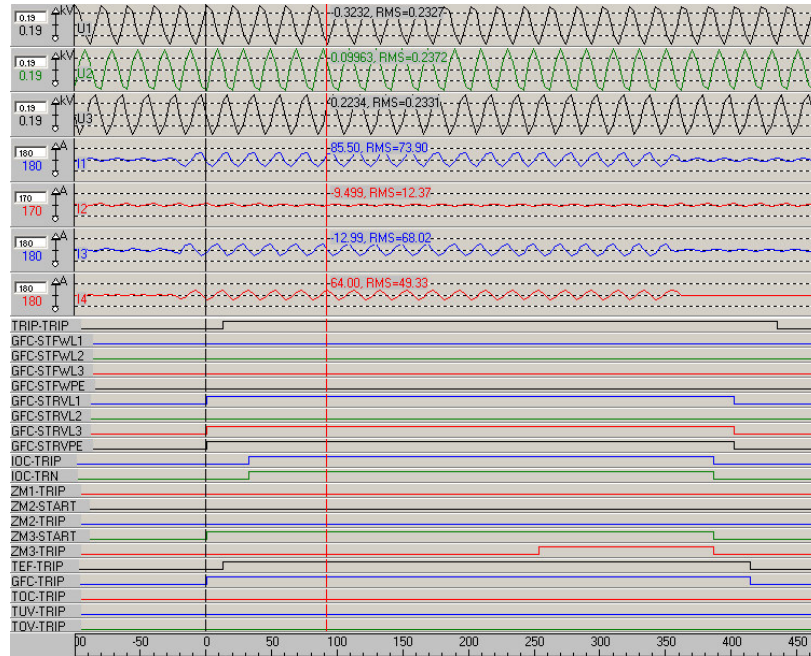 0.19 kV -0.3232, RMS=0.2327
0.19 U1
0.19 kV 0.09963, RMS=0.2372
0.19 U2
0.19 kV 0.2234, RMS=0.2331
0.19 U3
180 A 85.50, RMS=73.90
180 I1
170 A -9.499, RMS=12.37
170 I2
180 A -12.99, RMS=68.02
180 I3
180 A 64.00, RMS=49.33
180 I4
TRIP-TRIP
GFC-STFWL1
GFC-STFWL2
GFC-STFWL3
GFC-STFWPE
GFC-STRVL1
GFC-STRVL2
GFC-STRVL3
GFC-STRVPE
IOC-TRIP
IOC-TRN
ZM1-TRIP
ZM2-START
ZM2-TRIP
ZM3-START
ZM3-TRIP
TEF-TRIP
GFC-TRIP
TOC-TRIP
TUV-TRIP
TOV-TRIP
00 -50 0 50 100 150 200 250 300 350 400 450